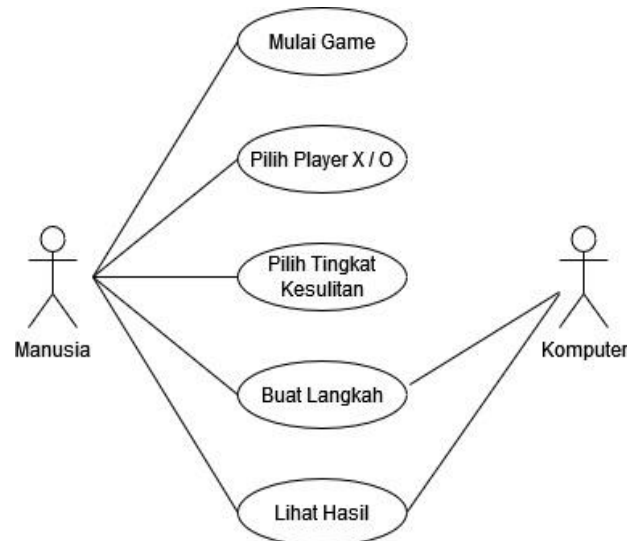 Mulai Game
Pilih Player X / O
Pilih Tingkat
Kesulitan
Manusia
Komputer
Buat Langkah
Lihat Hasil